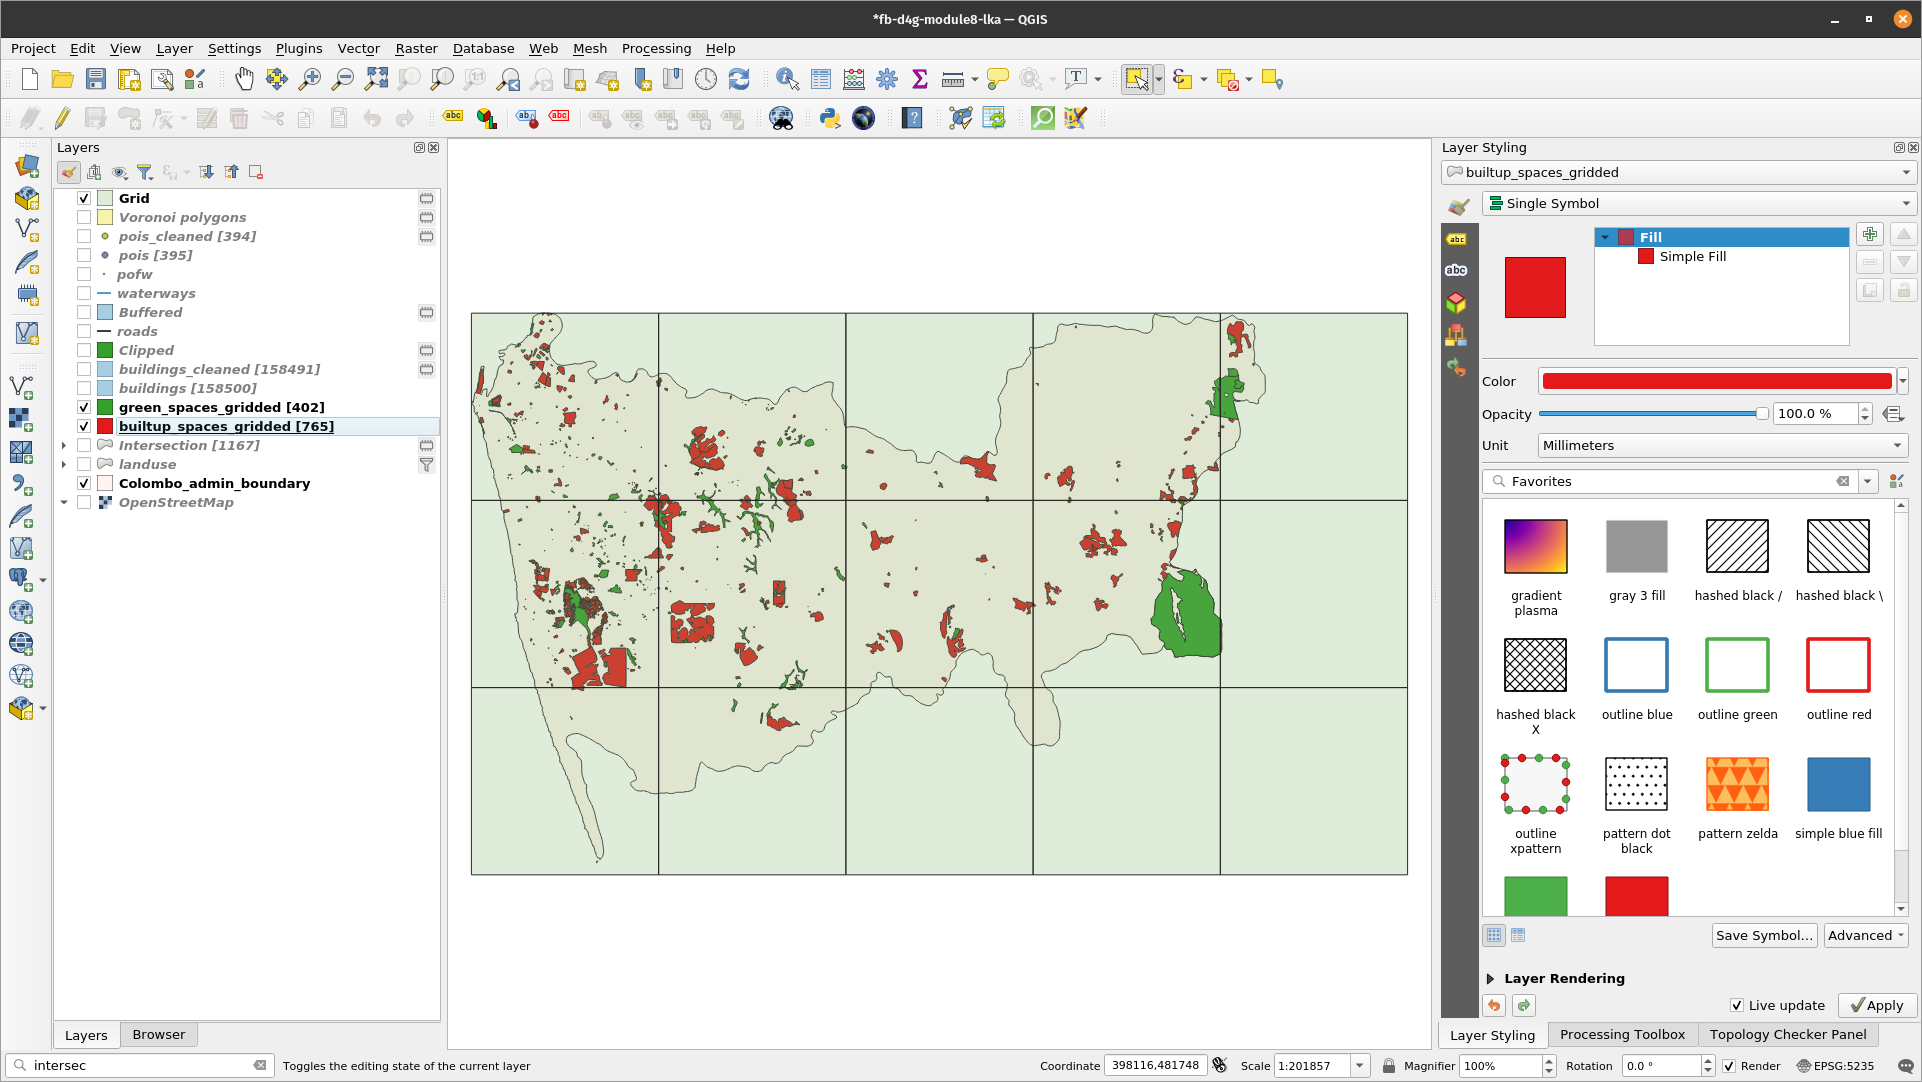 *fb-d4g-module8-lka — QGIS
Project Edit View Layer Settings Plugins Vector Raster Database Web Mesh Processing Help
Layers
Grid
Voronoi polygons
pois_cleaned [394]
pois [395]
pofw
waterways
Buffered
roads
Clipped
buildings_cleaned [158491]
buildings [158500]
green_spaces_gridded [402]
builtup_spaces_gridded [765]
Intersection [1167]
landuse
Colombo_admin_boundary
OpenStreetMap
Layers Browser
Layer Styling
builtup_spaces_gridded
Single Symbol
Fill
Simple Fill
Color
Opacity 100.0 %
Unit Millimeters
Favorites
gradient plasma
gray 3 fill
hashed black /
hashed black \
hashed black X
outline blue
outline green
outline red
outline xpattern
pattern dot black
pattern zelda
simple blue fill
Save Symbol... Advanced
Layer Rendering
Live update Apply
Layer Styling Processing Toolbox Topology Checker Panel
intersec Toggles the editing state of the current layer Coordinate 398116,481748 Scale 1:201857 Magnifier 100% Rotation 0.0 ° Render EPSG:5235